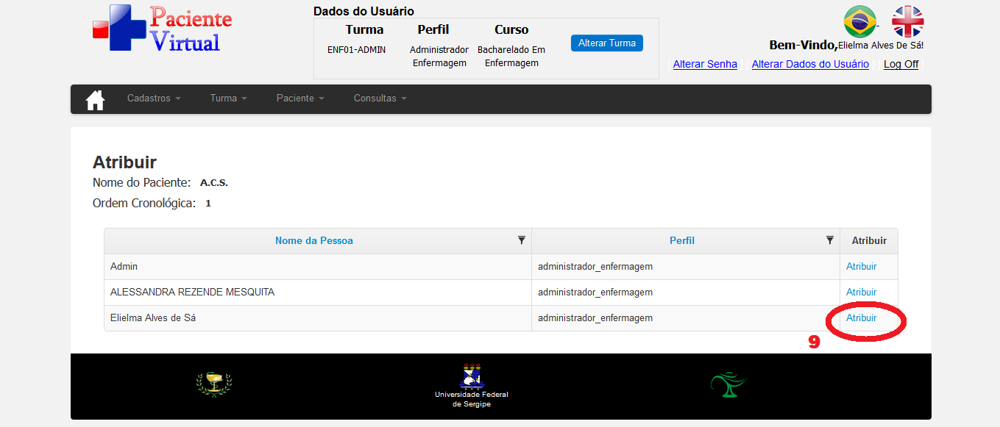 Paciente
Virtual
Dados do Usuário
Turma Perfil Curso
ENF01-ADMIN Administrador Enfermagem Bacharelado Em Enfermagem
Alterar Turma
Bem-Vindo,Elielma Alves De Sá!
[ Alterar Senha ] [ Alterar Dados do Usuário ] [ Log Off ]
Cadastros Turma Paciente Consultas
Atribuir
Nome do Paciente: A.C.S.
Ordem Cronológica: 1
Nome da Pessoa Perfil Atribuir
Admin administrador_enfermagem Atribuir
ALESSANDRA REZENDE MESQUITA administrador_enfermagem Atribuir
Elielma Alves de Sá administrador_enfermagem Atribuir
9
Universidade Federal
de Sergipe